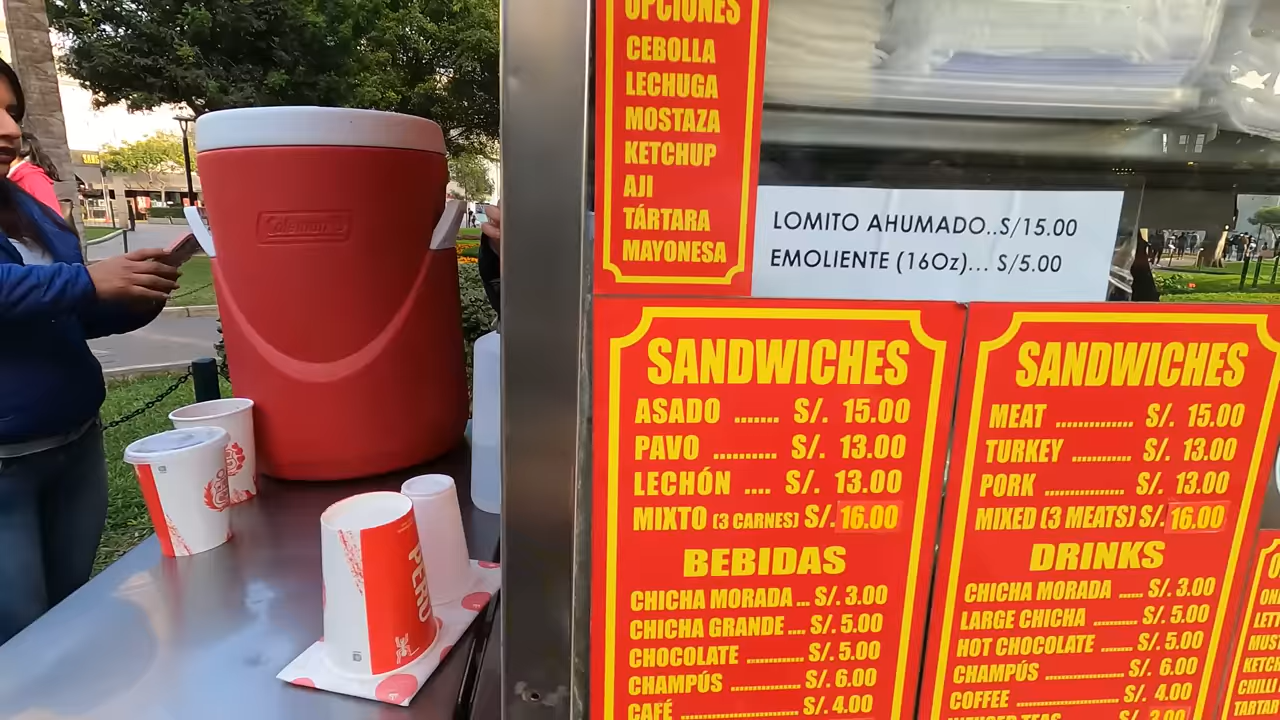 OPCIONES
CEBOLLA
LECHUGA
MOSTAZA
KETCHUP
AJI
TÁRTARA
MAYONESA
LOMITO AHUMADO..S/15.00
EMOLIENTE (16Oz)... S/5.00
SANDWICHES
ASADO ....... S/. 15.00
PAVO .......... S/. 13.00
LECHÓN .... S/. 13.00
MIXTO (3 CARNES) S/. 16.00
BEBIDAS
CHICHA MORADA ... S/. 3.00
CHICHA GRANDE .... S/. 5.00
CHOCOLATE ............ S/. 5.00
CHAMPÚS ................ S/. 6.00
CAFÉ ....................... S/. 4.00
SANDWICHES
MEAT .............. S/. 15.00
TURKEY ........... S/. 13.00
PORK ............... S/. 13.00
MIXED (3 MEATS) S/. 16.00
DRINKS
CHICHA MORADA ...... S/. 3.00
LARGE CHICHA .......... S/. 5.00
HOT CHOCOLATE ....... S/. 5.00
CHAMPÚS ................. S/. 6.00
COFFEE .................... S/. 4.00
Coleman
PERU